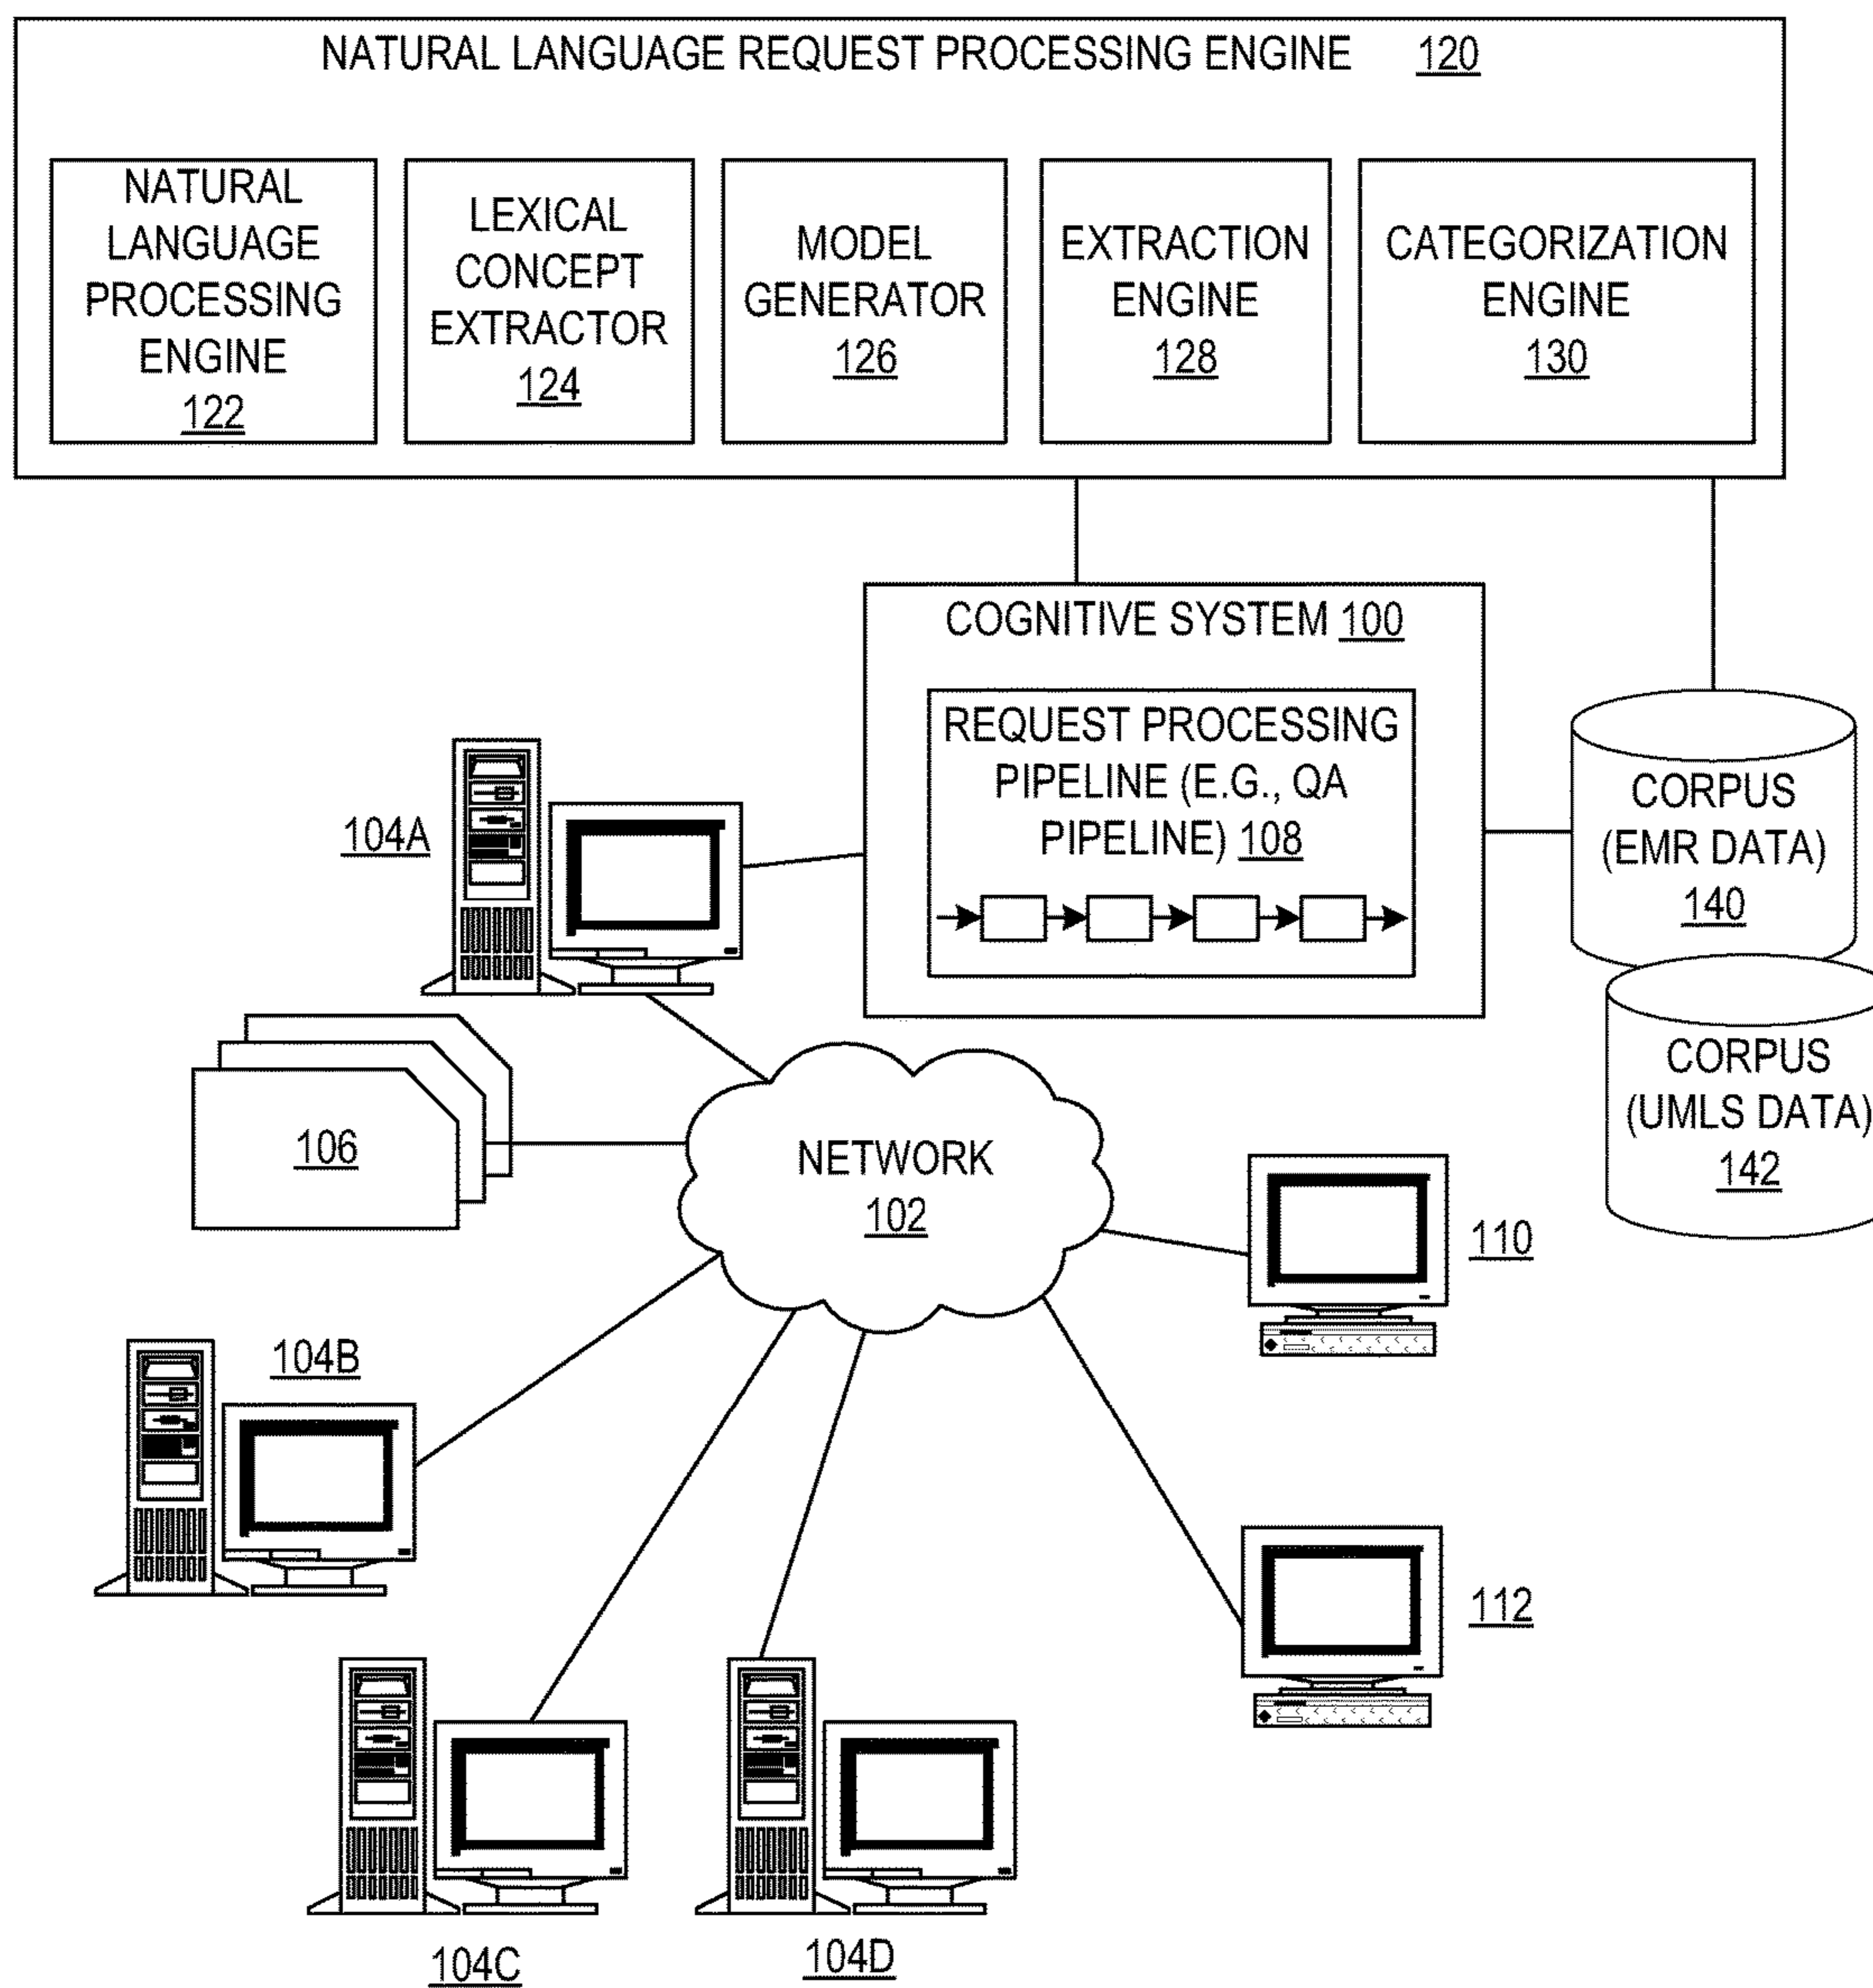 NATURAL LANGUAGE REQUEST PROCESSING ENGINE 120
NATURAL
LANGUAGE
PROCESSING
ENGINE
122
LEXICAL
CONCEPT
EXTRACTOR
124
MODEL
GENERATOR
126
EXTRACTION
ENGINE
128
CATEGORIZATION
ENGINE
130
COGNITIVE SYSTEM 100
REQUEST PROCESSING
PIPELINE (E.G., QA
PIPELINE) 108
CORPUS
(EMR DATA)
140
CORPUS
(UMLS DATA)
142
104A
106
NETWORK
102
110
104B
112
104C
104D